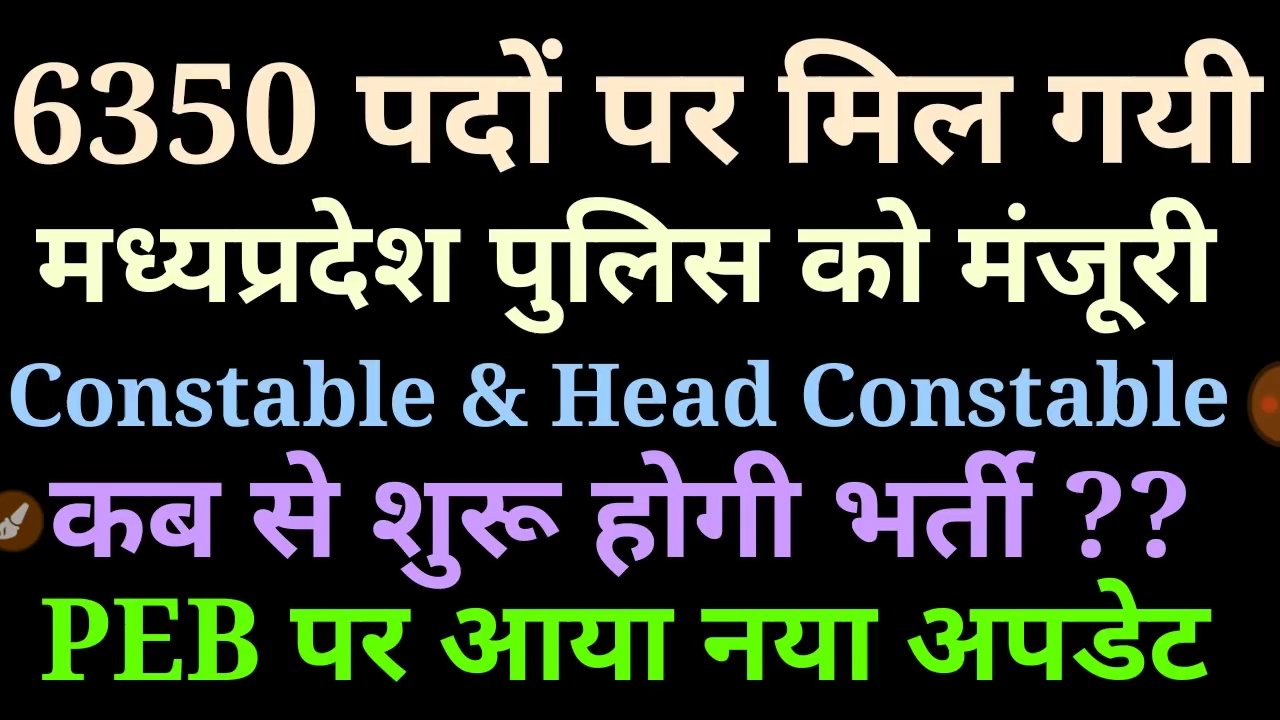 6350 पदों पर मिल गयी
मध्यप्रदेश पुलिस को मंजूरी
Constable & Head Constable
कब से शुरू होगी भर्ती ??
PEB पर आया नया अपडेट